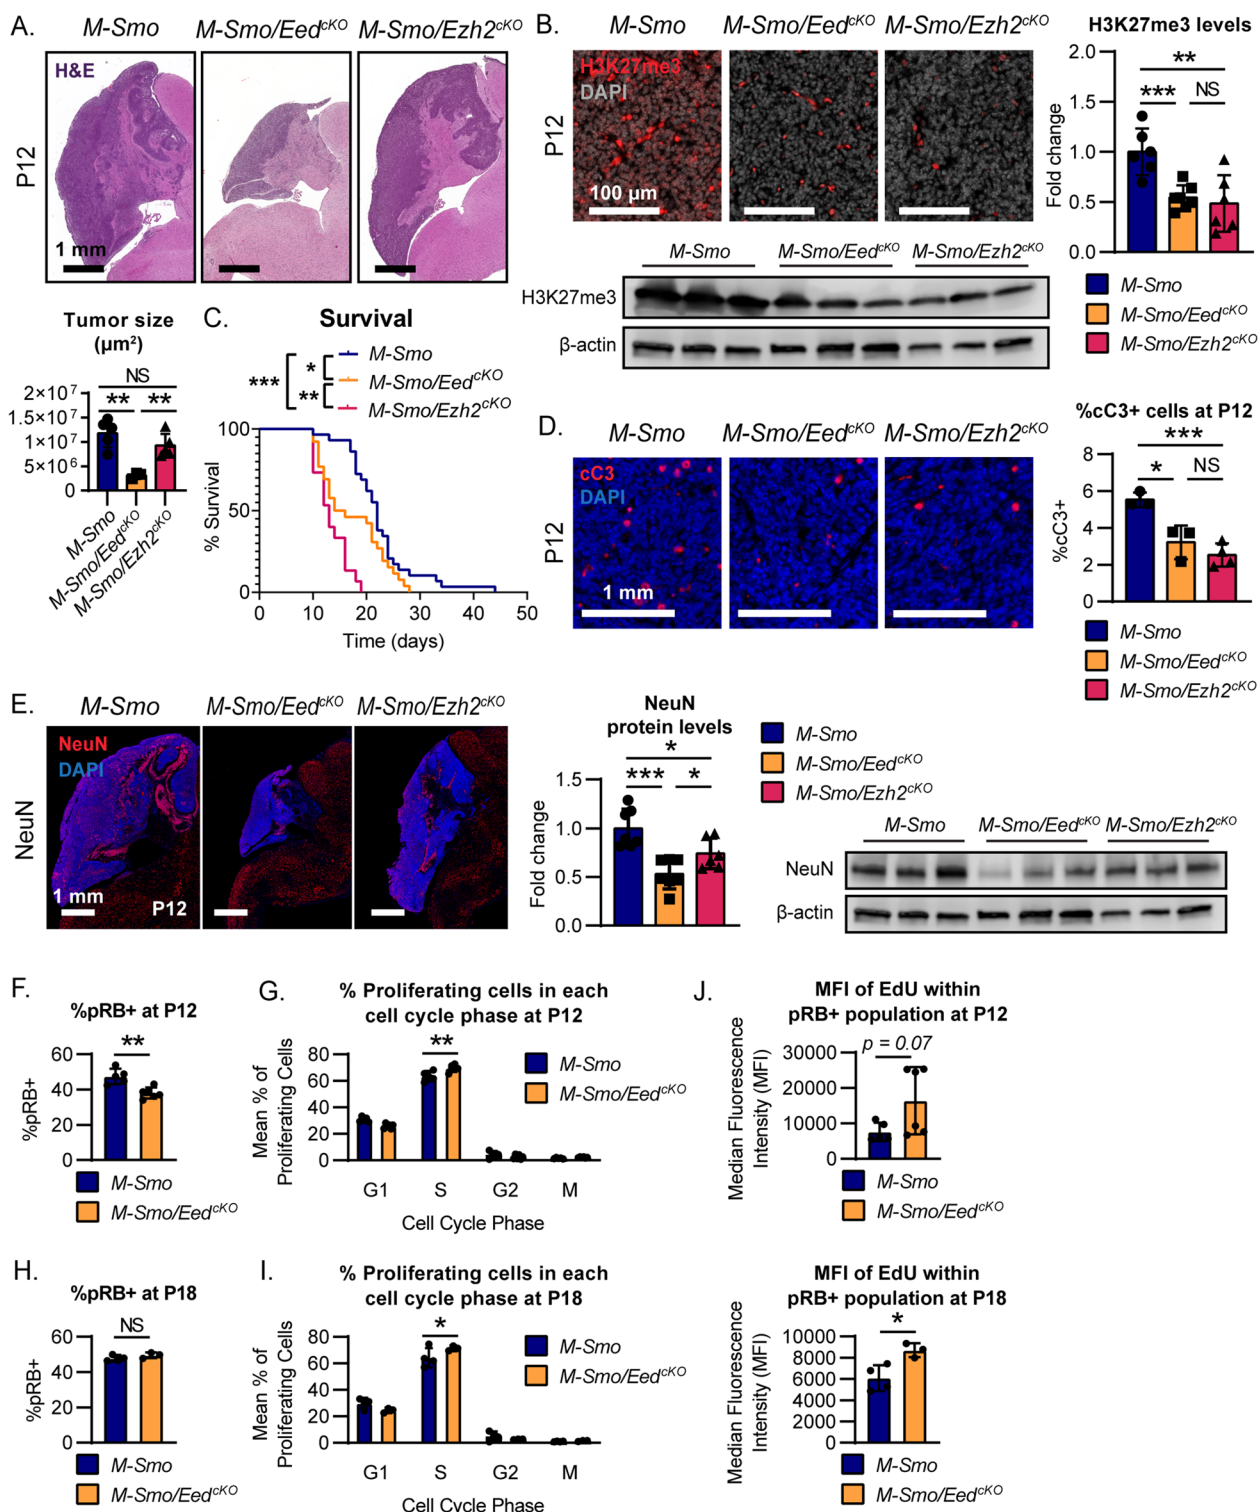 A.
M-Smo
M-Smo/Eed^cKO
M-Smo/Ezh2^cKO
H&E
P12
1 mm
Tumor size
(µm²)
NS
** **
2×10⁷
1.5×10⁷
1×10⁷
5×10⁶
0
M-Smo
M-Smo/Eed^cKO
M-Smo/Ezh2^cKO
B.
M-Smo
M-Smo/Eed^cKO
M-Smo/Ezh2^cKO
H3K27me3
DAPI
P12
100 µm
H3K27me3 levels
**
*** NS
Fold change
2.0
1.5
1.0
0.5
0.0
M-Smo
M-Smo/Eed^cKO
M-Smo/Ezh2^cKO
M-Smo
M-Smo/Eed^cKO
M-Smo/Ezh2^cKO
H3K27me3
β-actin
C.
Survival
*** * **
M-Smo
M-Smo/Eed^cKO
M-Smo/Ezh2^cKO
% Survival
100
50
0
0 10 20 30 40 50
Time (days)
D.
M-Smo
M-Smo/Eed^cKO
M-Smo/Ezh2^cKO
cC3
DAPI
P12
1 mm
%cC3+ cells at P12
***
* NS
%cC3+
8
6
4
2
0
M-Smo
M-Smo/Eed^cKO
M-Smo/Ezh2^cKO
E.
M-Smo
M-Smo/Eed^cKO
M-Smo/Ezh2^cKO
NeuN
DAPI
NeuN
1 mm
P12
NeuN
protein levels
*
*** *
Fold change
1.5
1.0
0.5
0.0
M-Smo
M-Smo/Eed^cKO
M-Smo/Ezh2^cKO
M-Smo
M-Smo/Eed^cKO
M-Smo/Ezh2^cKO
NeuN
β-actin
F.
%pRB+ at P12
**
%pRB+
60
40
20
0
M-Smo
M-Smo/Eed^cKO
G.
% Proliferating cells in each
cell cycle phase at P12
**
Mean % of
Proliferating Cells
80
60
40
20
0
G1 S G2 M
Cell Cycle Phase
M-Smo
M-Smo/Eed^cKO
J.
MFI of EdU within
pRB+ population at P12
p = 0.07
Median Fluorescence
Intensity (MFI)
30000
20000
10000
0
M-Smo
M-Smo/Eed^cKO
H.
%pRB+ at P18
NS
%pRB+
60
40
20
0
M-Smo
M-Smo/Eed^cKO
I.
% Proliferating cells in each
cell cycle phase at P18
*
Mean % of
Proliferating Cells
80
60
40
20
0
G1 S G2 M
Cell Cycle Phase
M-Smo
M-Smo/Eed^cKO
MFI of EdU within
pRB+ population at P18
*
Median Fluorescence
Intensity (MFI)
10000
8000
6000
4000
2000
0
M-Smo
M-Smo/Eed^cKO